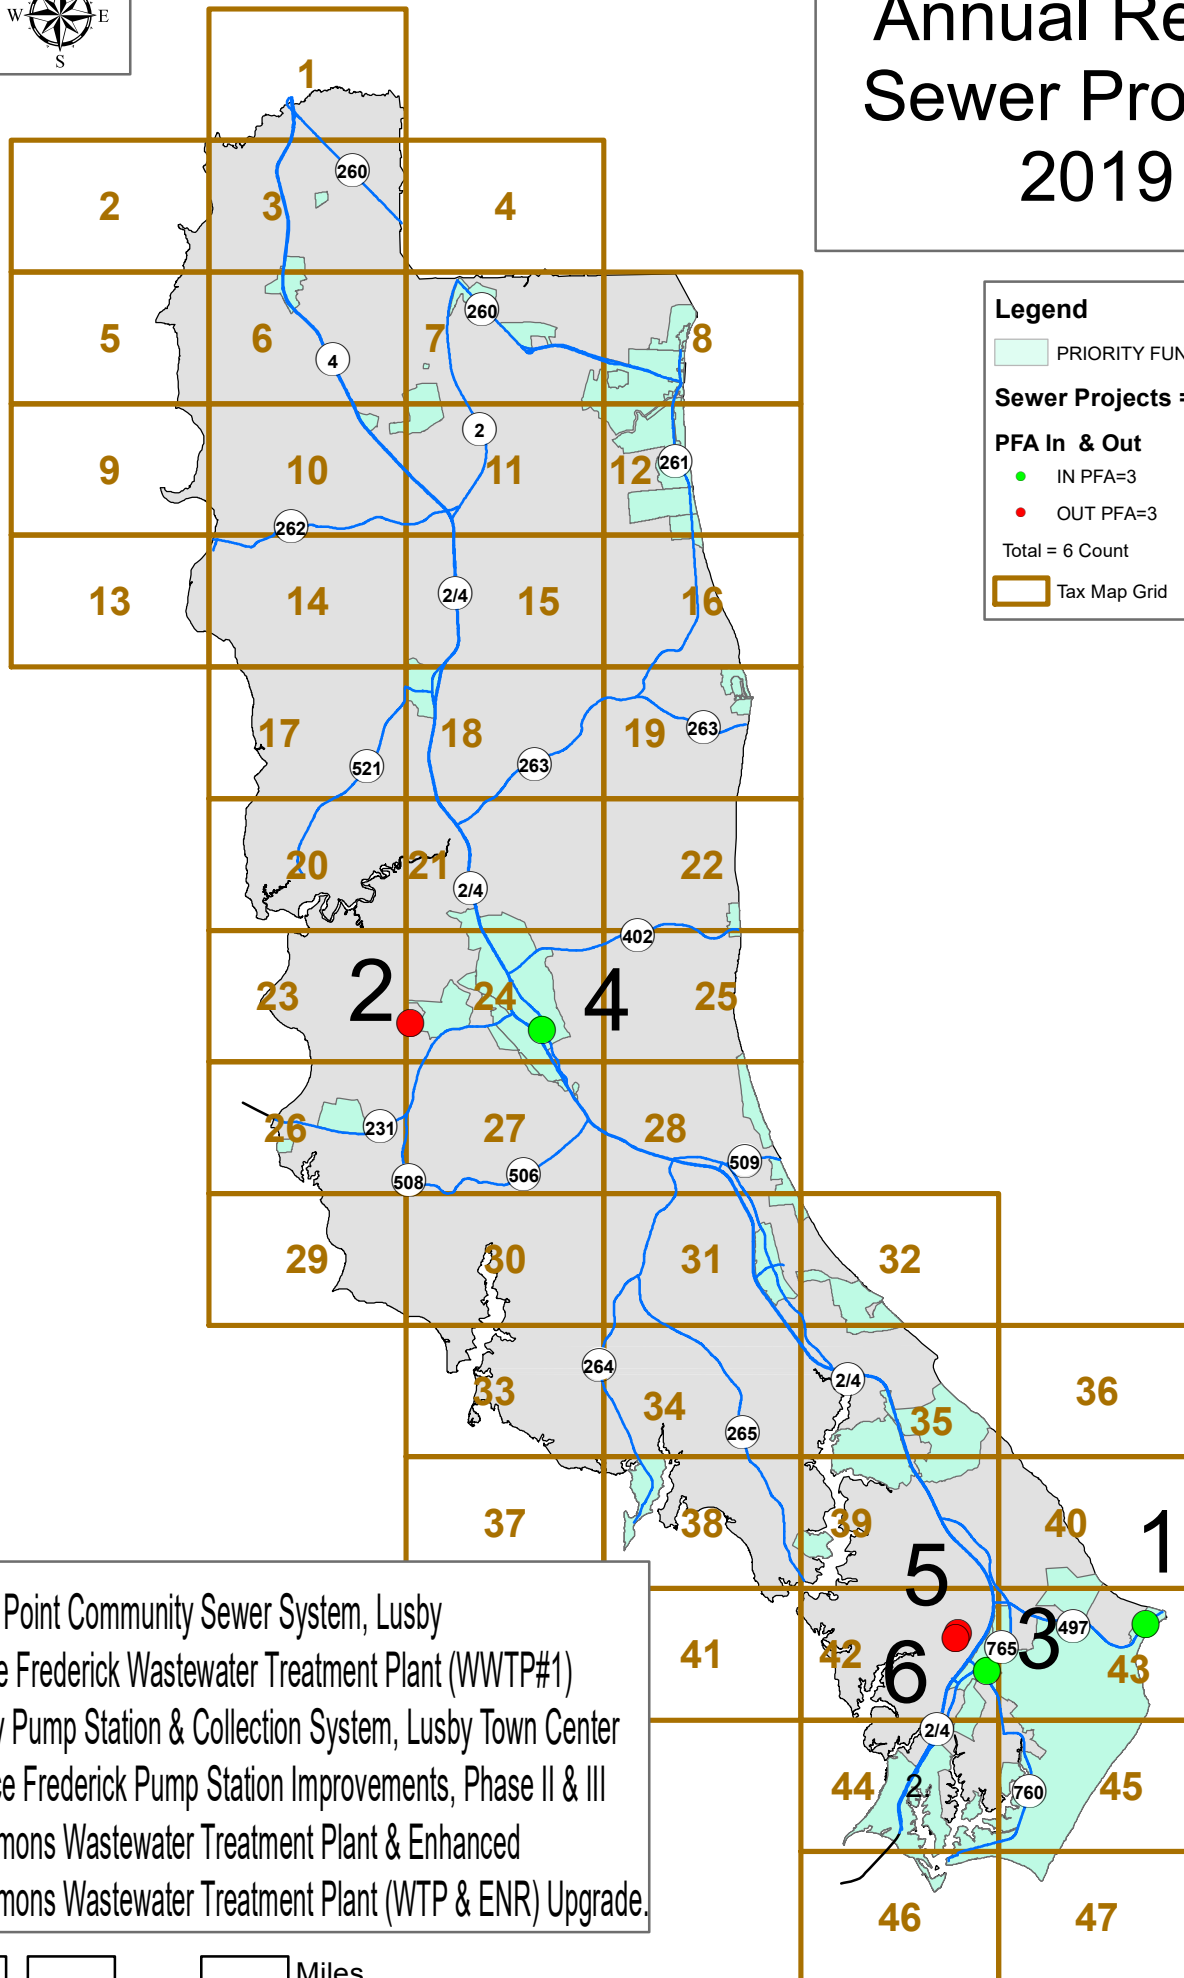 W E
S
Annual Re
Sewer Pro
2019
Legend
PRIORITY FUN
Sewer Projects =
PFA In & Out
IN PFA=3
OUT PFA=3
Total = 6 Count
Tax Map Grid
1
260
2 3 4
5 6 7 260 8
4
9 10 2 11 12 261
262
13 14 2/4 15 16
17 18 19 263
521 263
20 21 22
2/4
402
23 2 24 4 25
26 231 27 28
508 506 509
29 30 31 32
264 2/4
33 34 35 36
265
37 38 39 40 1
5
41 42 6 765 3 497 43
2/4
44 2 760 45
46 47
Point Community Sewer System, Lusby
e Frederick Wastewater Treatment Plant (WWTP#1)
y Pump Station & Collection System, Lusby Town Center
ce Frederick Pump Station Improvements, Phase II & III
mons Wastewater Treatment Plant & Enhanced
mons Wastewater Treatment Plant (WTP & ENR) Upgrade.
Miles